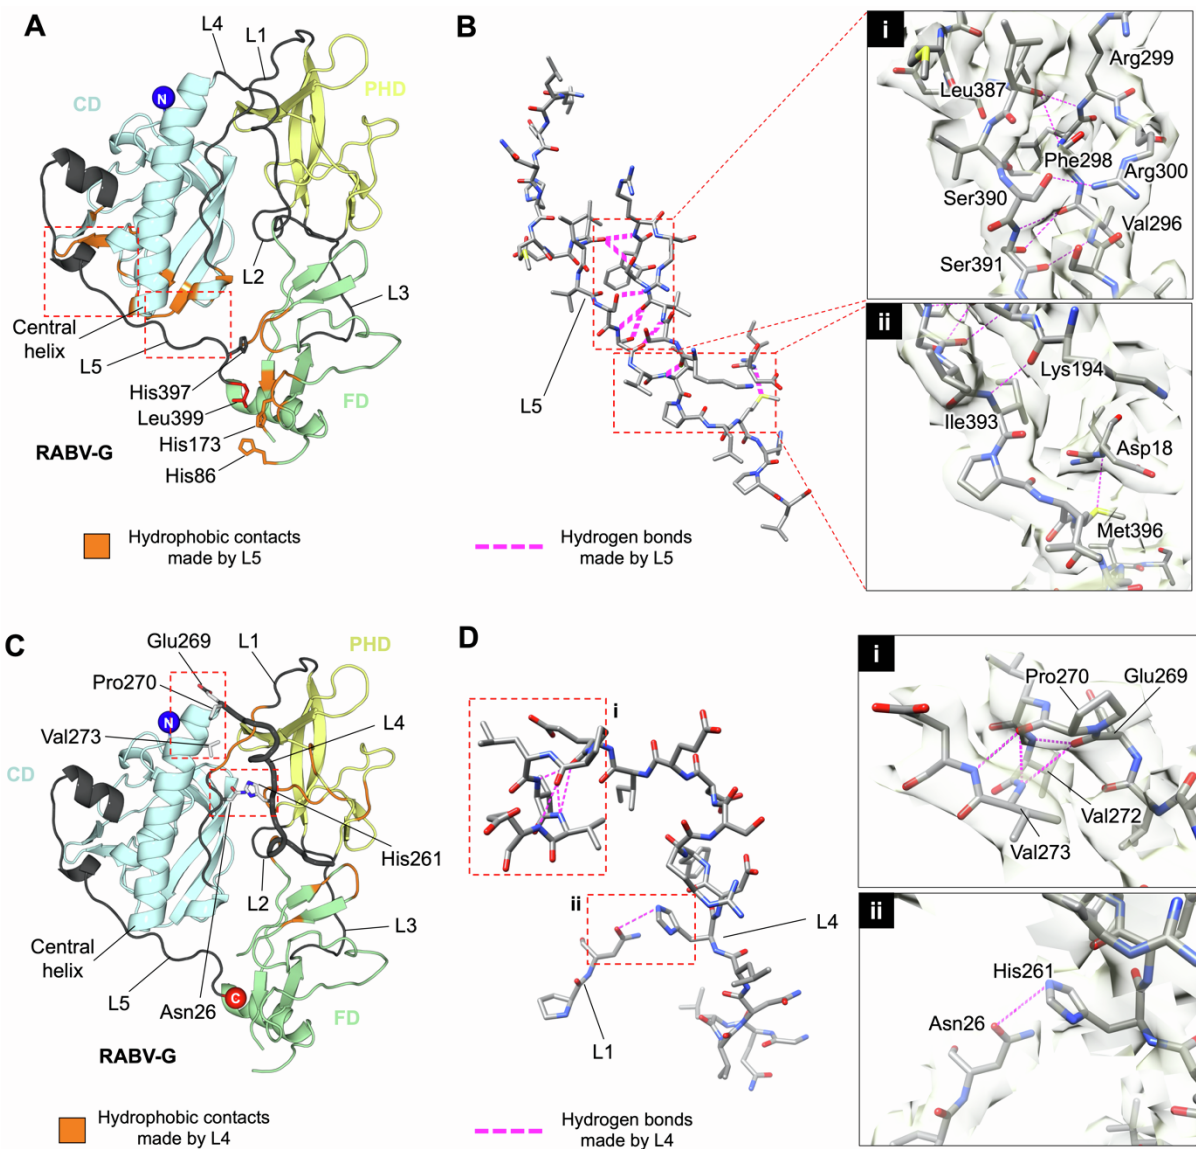 A
L4
L1
N
CD
PHD
L2
L3
Central
helix
L5
His397
Leu399
His173
FD
RABV-G
His86
Hydrophobic contacts
made by L5
B
L5
Hydrogen bonds
made by L5
i
Arg299
Leu387
Phe298
Arg300
Ser390
Val296
Ser391
ii
Lys194
Ile393
Asp18
Met396
C
Glu269
L1
PHD
Pro270
N
L4
Val273
CD
His261
L2
L3
Central
helix
L5
Asn26
C
FD
RABV-G
Hydrophobic contacts
made by L4
D
i
ii
L4
L1
Hydrogen bonds
made by L4
i
Pro270
Glu269
Val272
Val273
ii
His261
Asn26